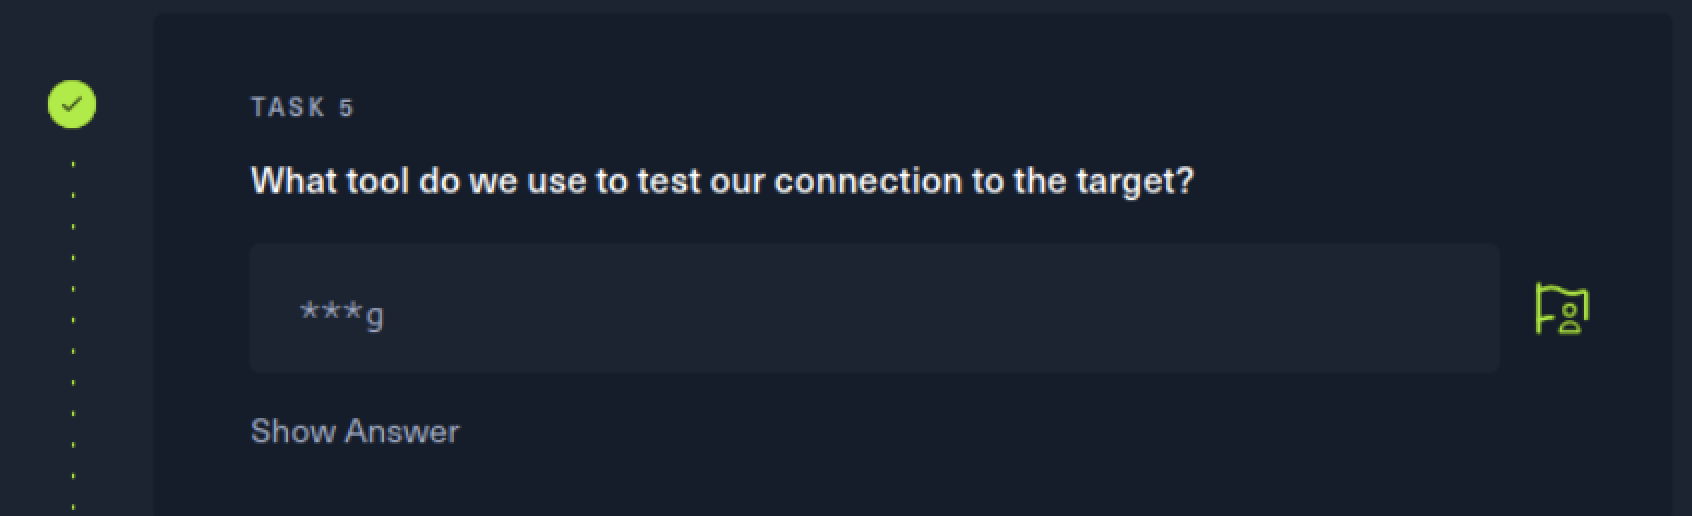 TASK 5
What tool do we use to test our connection to the target?
***g
Show Answer